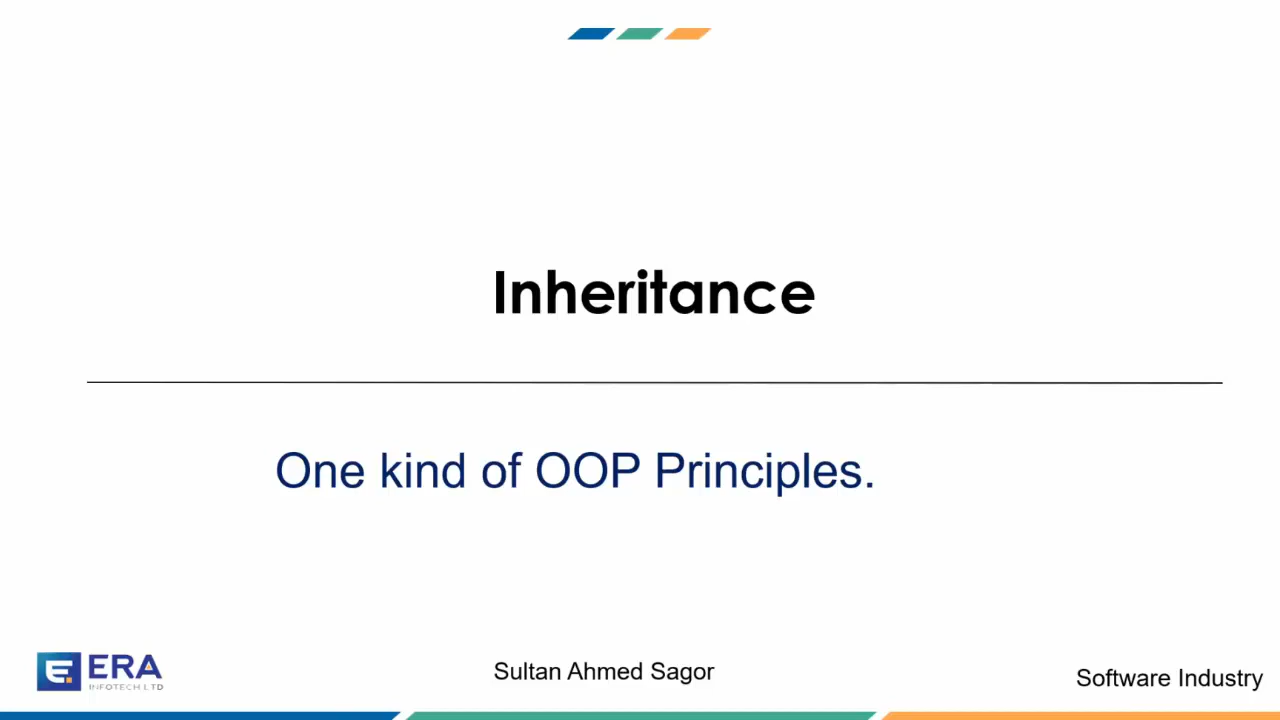 Inheritance
One kind of OOP Principles.
ERA
INFOTECH LTD
Sultan Ahmed Sagor
Software Industry